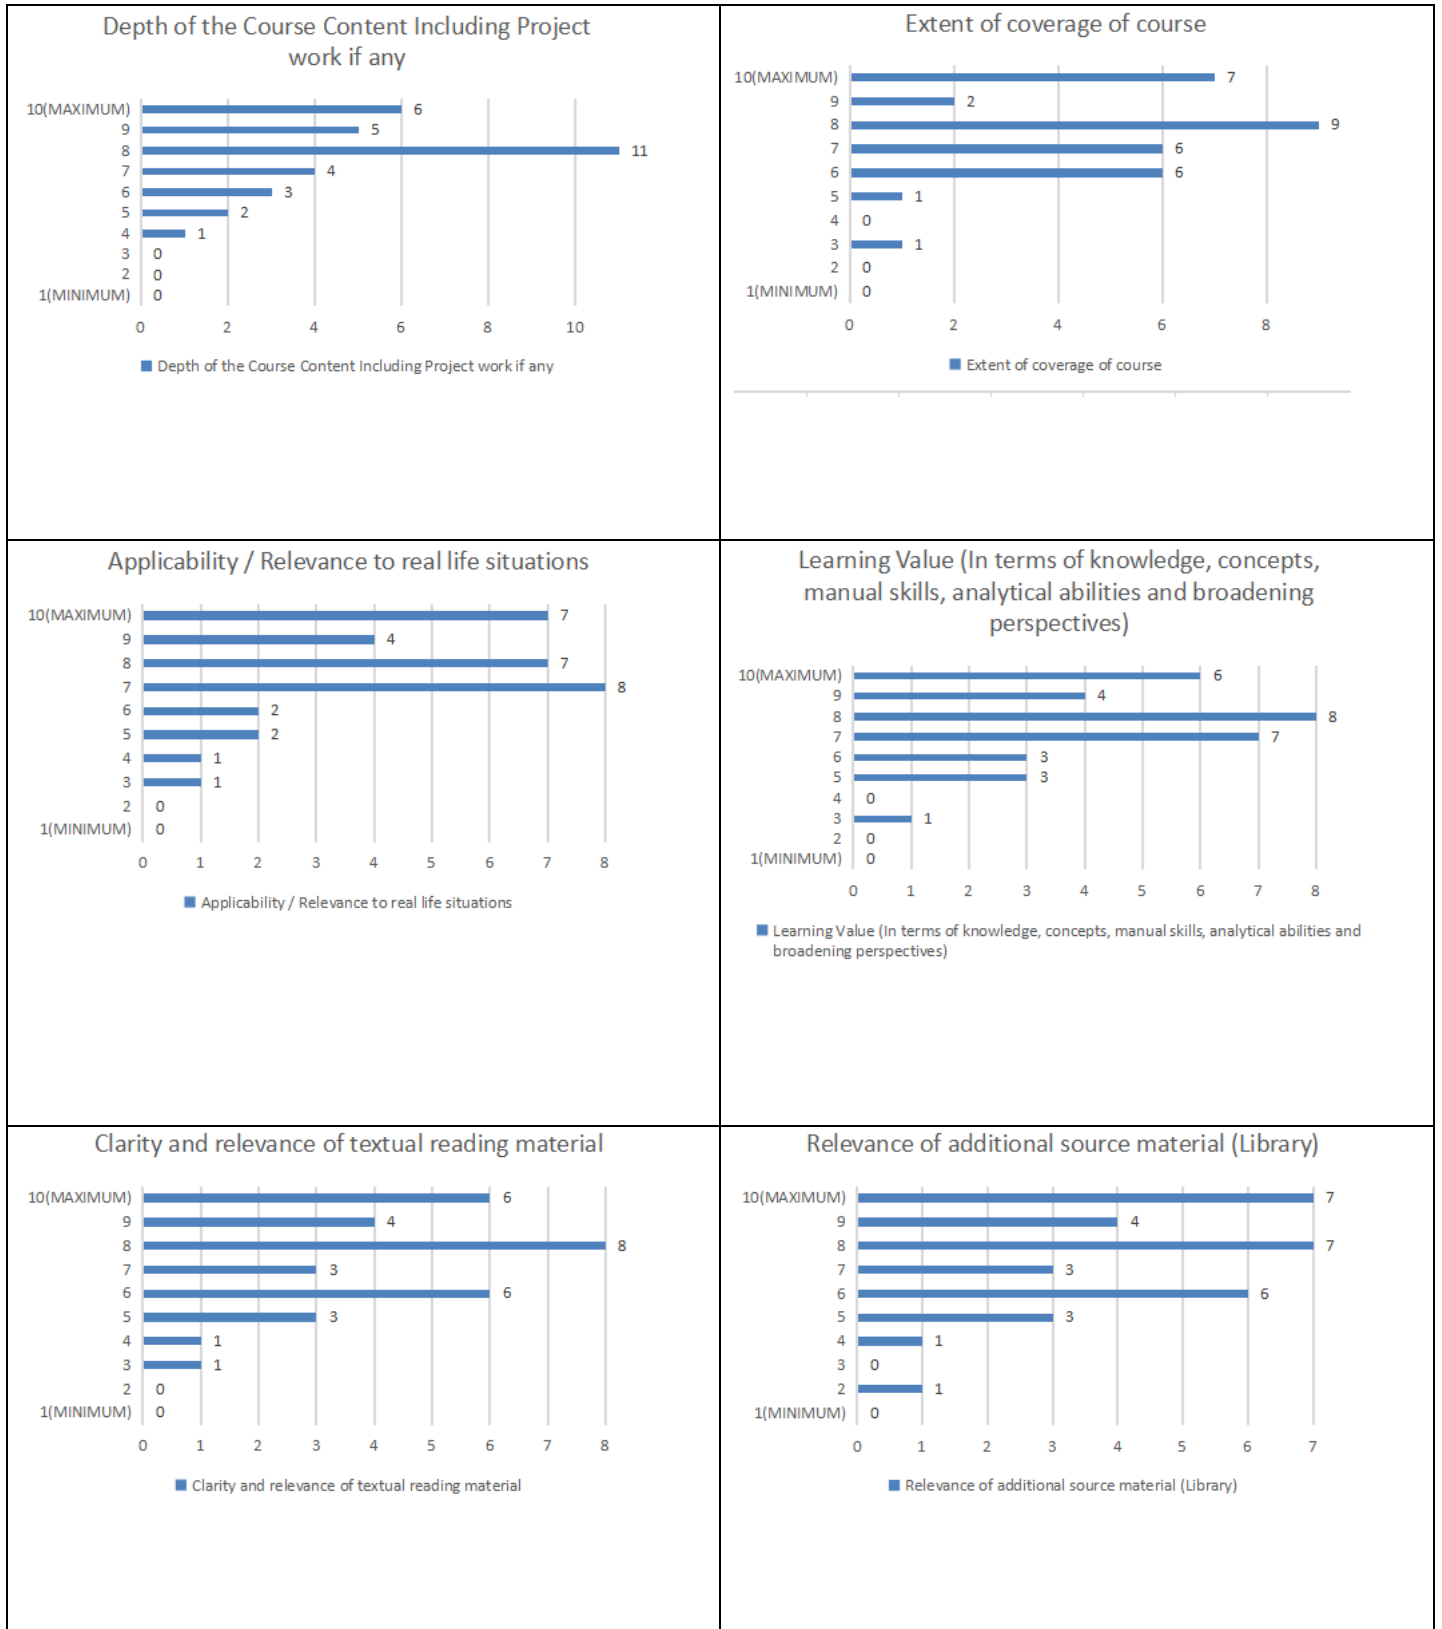 Depth of the Course Content Including Project
work if any
10(MAXIMUM) 6
9 5
8 11
7 4
6 3
5 2
4 1
3 0
2 0
1(MINIMUM) 0
0 2 4 6 8 10
Depth of the Course Content Including Project work if any
Extent of coverage of course
10(MAXIMUM) 7
9 2
8 9
7 6
6 6
5 1
4 0
3 1
2 0
1(MINIMUM) 0
0 2 4 6 8
Extent of coverage of course
Applicability / Relevance to real life situations
10(MAXIMUM) 7
9 4
8 7
7 8
6 2
5 2
4 1
3 1
2 0
1(MINIMUM) 0
0 1 2 3 4 5 6 7 8
Applicability / Relevance to real life situations
Learning Value (In terms of knowledge, concepts,
manual skills, analytical abilities and broadening
perspectives)
10(MAXIMUM) 6
9 4
8 8
7 7
6 3
5 3
4 0
3 1
2 0
1(MINIMUM) 0
0 1 2 3 4 5 6 7 8
Learning Value (In terms of knowledge, concepts, manual skills, analytical abilities and
broadening perspectives)
Clarity and relevance of textual reading material
10(MAXIMUM) 6
9 4
8 8
7 3
6 6
5 3
4 1
3 1
2 0
1(MINIMUM) 0
0 1 2 3 4 5 6 7 8
Clarity and relevance of textual reading material
Relevance of additional source material (Library)
10(MAXIMUM) 7
9 4
8 7
7 3
6 6
5 3
4 1
3 0
2 1
1(MINIMUM) 0
0 1 2 3 4 5 6 7
Relevance of additional source material (Library)